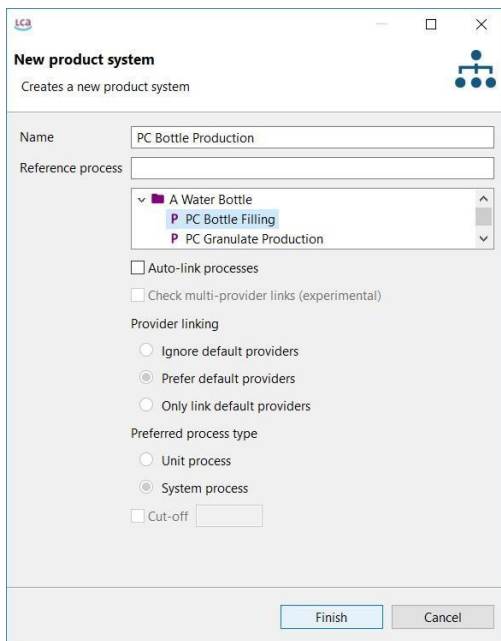 LCA
New product system
Creates a new product system
Name PC Bottle Production
Reference process
A Water Bottle
P PC Bottle Filling
P PC Granulate Production
Auto-link processes
Check multi-provider links (experimental)
Provider linking
Ignore default providers
Prefer default providers
Only link default providers
Preferred process type
Unit process
System process
Cut-off
Finish Cancel